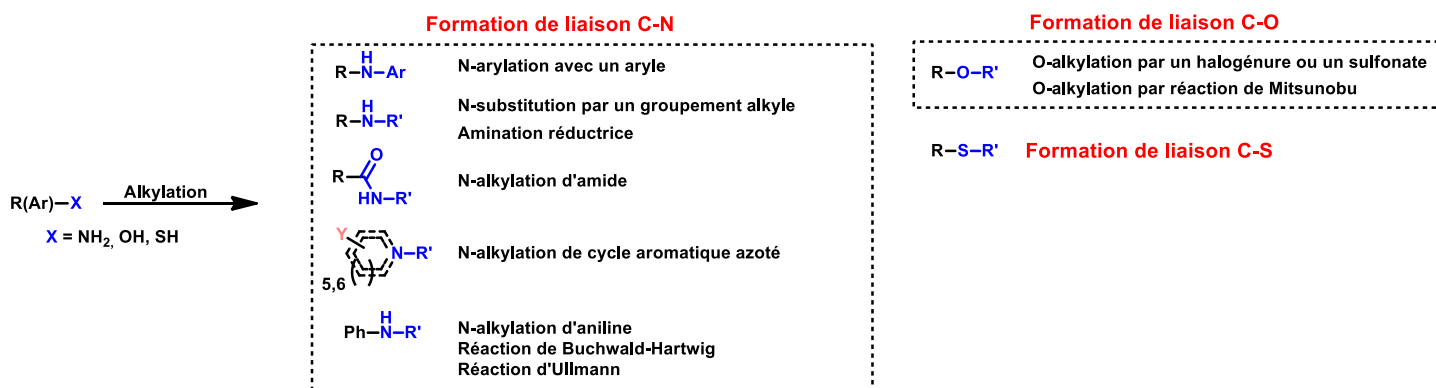 Formation de liaison C-N
Formation de liaison C-O
R(Ar)–X
Alkylation
X = NH2, OH, SH
H
R–N–Ar
N-arylation avec un aryle
H
R–N–R'
N-substitution par un groupement alkyle
Amination réductrice
O
R
HN–R'
N-alkylation d'amide
Y
N–R'
5,6
( )
N-alkylation de cycle aromatique azoté
H
Ph–N–R'
N-alkylation d'aniline
Réaction de Buchwald-Hartwig
Réaction d'Ullmann
R–O–R'
O-alkylation par un halogénure ou un sulfonate
O-alkylation par réaction de Mitsunobu
R–S–R'
Formation de liaison C-S